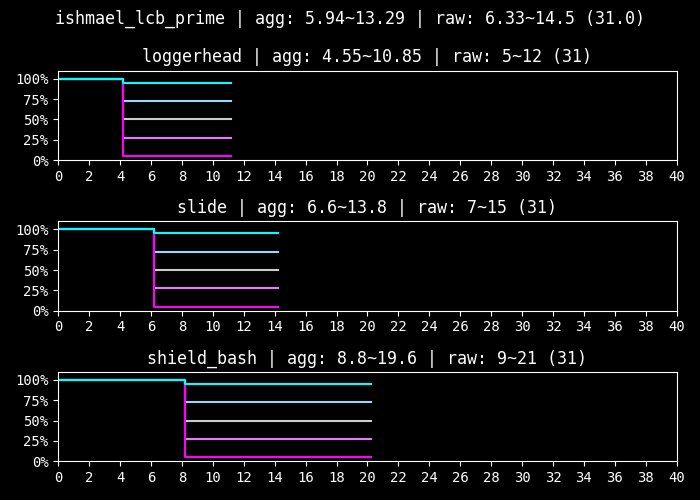 ishmael_lcb_prime | agg: 5.94~13.29 | raw: 6.33~14.5 (31.0)
loggerhead | agg: 4.55~10.85 | raw: 5~12 (31)
100%
75%
50%
25%
0%
0 2 4 6 8 10 12 14 16 18 20 22 24 26 28 30 32 34 36 38 40
slide | agg: 6.6~13.8 | raw: 7~15 (31)
100%
75%
50%
25%
0%
0 2 4 6 8 10 12 14 16 18 20 22 24 26 28 30 32 34 36 38 40
shield_bash | agg: 8.8~19.6 | raw: 9~21 (31)
100%
75%
50%
25%
0%
0 2 4 6 8 10 12 14 16 18 20 22 24 26 28 30 32 34 36 38 40